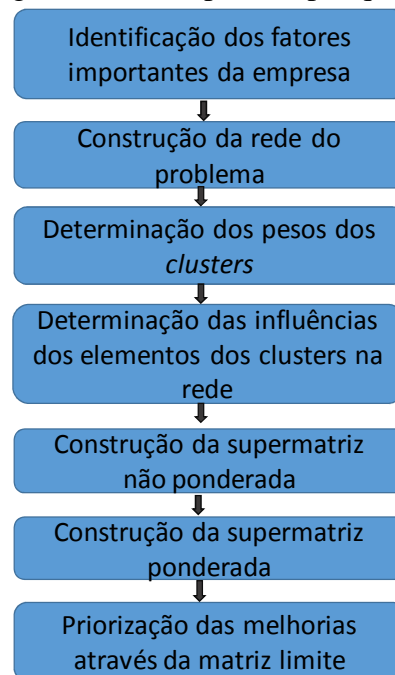 Identificação dos fatores
importantes da empresa
Construção da rede do
problema
Determinação dos pesos dos
clusters
Determinação das influências
dos elementos dos clusters na
rede
Construção da supermatriz
não ponderada
Construção da supermatriz
ponderada
Priorização das melhorias
através da matriz limite